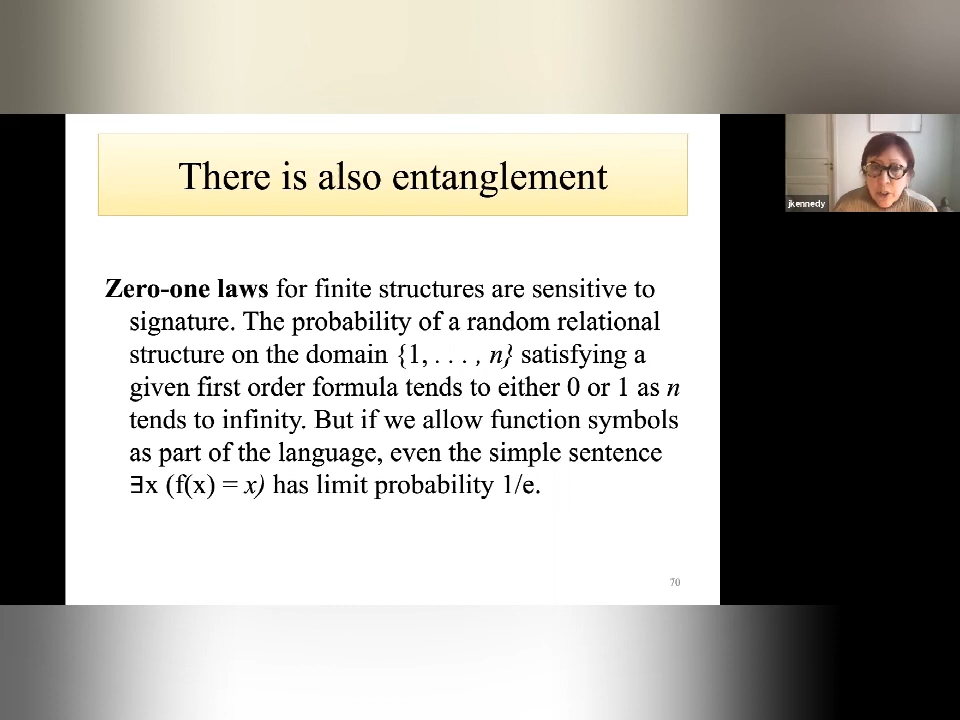 There is also entanglement
jkennedy
Zero-one laws for finite structures are sensitive to
signature. The probability of a random relational
structure on the domain {1, . . . , n} satisfying a
given first order formula tends to either 0 or 1 as n
tends to infinity. But if we allow function symbols
as part of the language, even the simple sentence
∃x (f(x) = x) has limit probability 1/e.
70